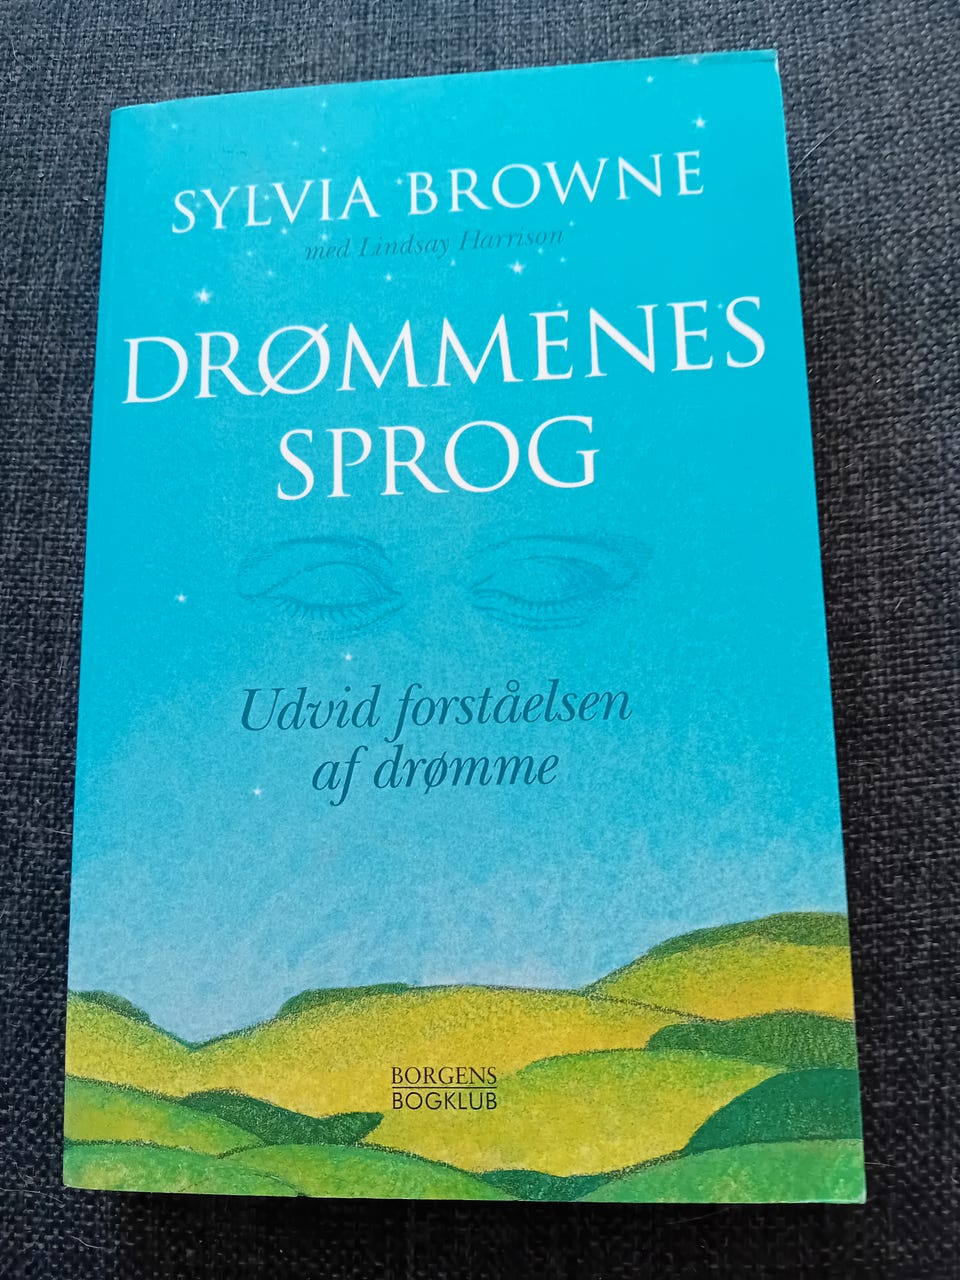 SYLVIA BROWNE
med Lindsay Harrison
DRØMMENES
SPROG
Udvid forståelsen
af drømme
BORGENS
BOGKLUB